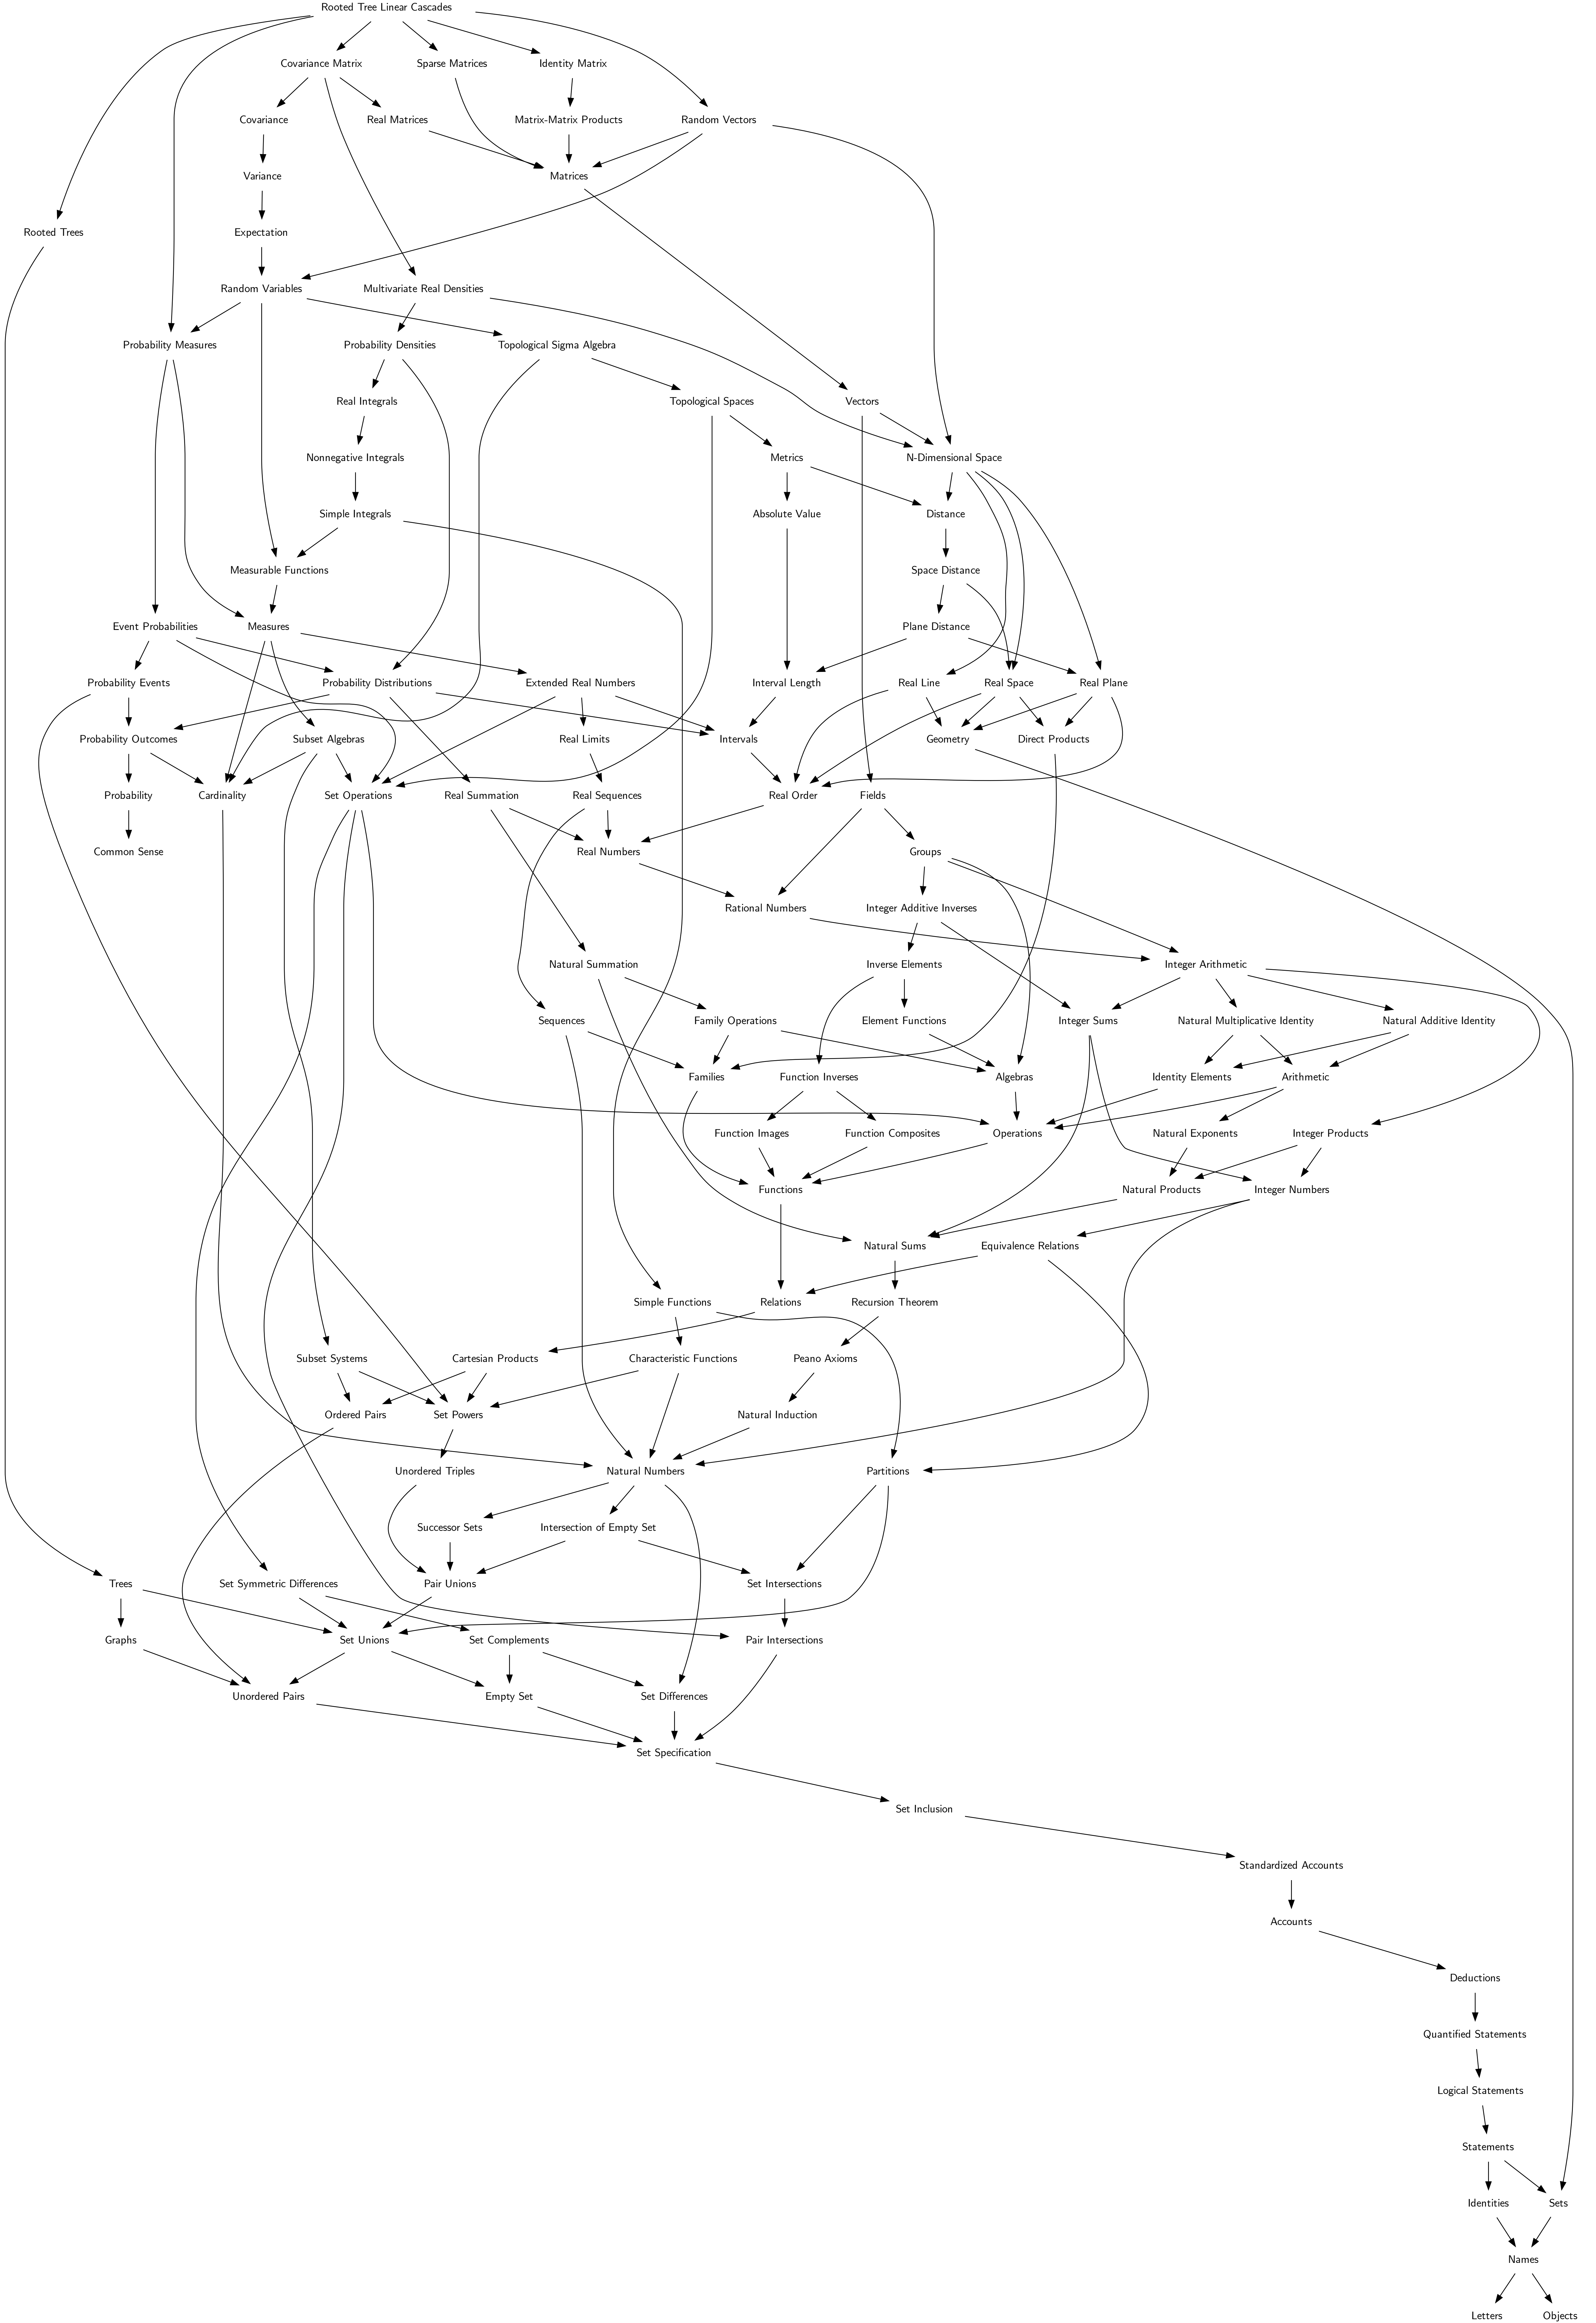 Rooted Tree Linear Cascades
Covariance Matrix
Sparse Matrices
Identity Matrix
Covariance
Real Matrices
Matrix-Matrix Products
Random Vectors
Variance
Matrices
Rooted Trees
Expectation
Random Variables
Multivariate Real Densities
Probability Measures
Probability Densities
Topological Sigma Algebra
Real Integrals
Topological Spaces
Vectors
Nonnegative Integrals
Metrics
N-Dimensional Space
Simple Integrals
Absolute Value
Distance
Measurable Functions
Space Distance
Event Probabilities
Measures
Plane Distance
Probability Events
Probability Distributions
Extended Real Numbers
Interval Length
Real Line
Real Space
Real Plane
Probability Outcomes
Subset Algebras
Real Limits
Intervals
Geometry
Direct Products
Probability
Cardinality
Set Operations
Real Summation
Real Sequences
Real Order
Fields
Common Sense
Real Numbers
Groups
Rational Numbers
Integer Additive Inverses
Natural Summation
Inverse Elements
Integer Arithmetic
Sequences
Family Operations
Element Functions
Integer Sums
Natural Multiplicative Identity
Natural Additive Identity
Families
Function Inverses
Algebras
Identity Elements
Arithmetic
Function Images
Function Composites
Operations
Natural Exponents
Integer Products
Functions
Natural Products
Integer Numbers
Natural Sums
Equivalence Relations
Simple Functions
Relations
Recursion Theorem
Subset Systems
Cartesian Products
Characteristic Functions
Peano Axioms
Ordered Pairs
Set Powers
Natural Induction
Unordered Triples
Natural Numbers
Partitions
Successor Sets
Intersection of Empty Set
Trees
Set Symmetric Differences
Pair Unions
Set Intersections
Graphs
Set Unions
Set Complements
Pair Intersections
Unordered Pairs
Empty Set
Set Differences
Set Specification
Set Inclusion
Standardized Accounts
Accounts
Deductions
Quantified Statements
Logical Statements
Statements
Identities
Sets
Names
Letters
Objects